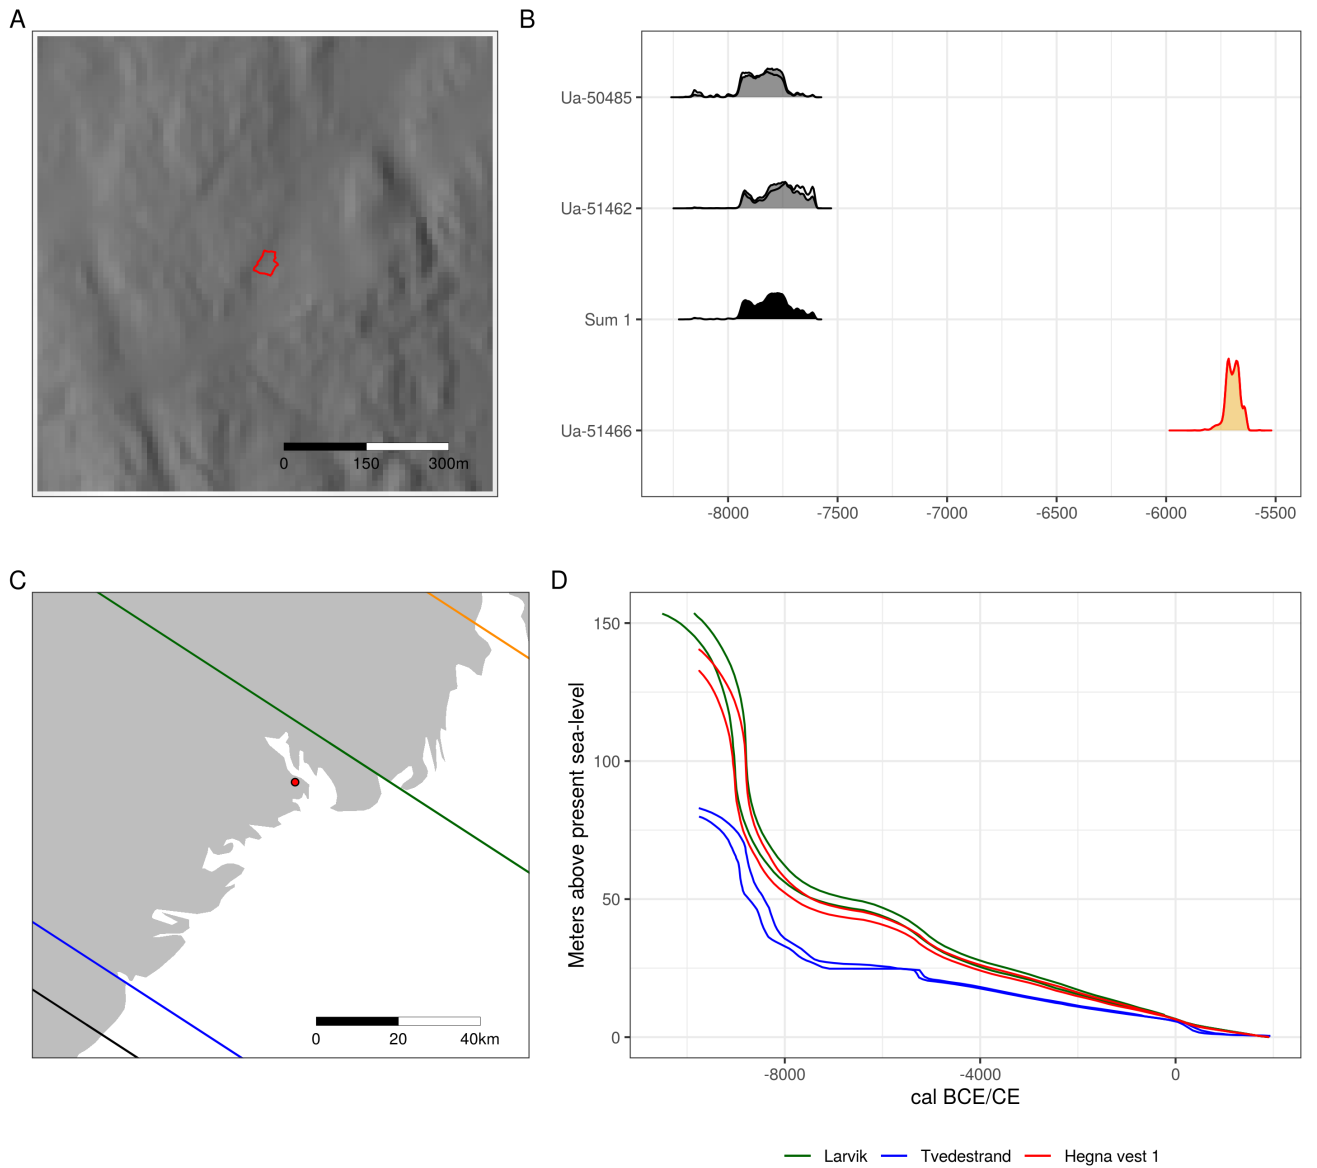 A
0 150 300m
B
Ua-50485
Ua-51462
Sum 1
Ua-51466
-8000 -7500 -7000 -6500 -6000 -5500
C
0 20 40km
D
Meters above present sea-level
150
100
50
0
-8000 -4000 0
cal BCE/CE
Larvik Tvedestrand Hegna vest 1